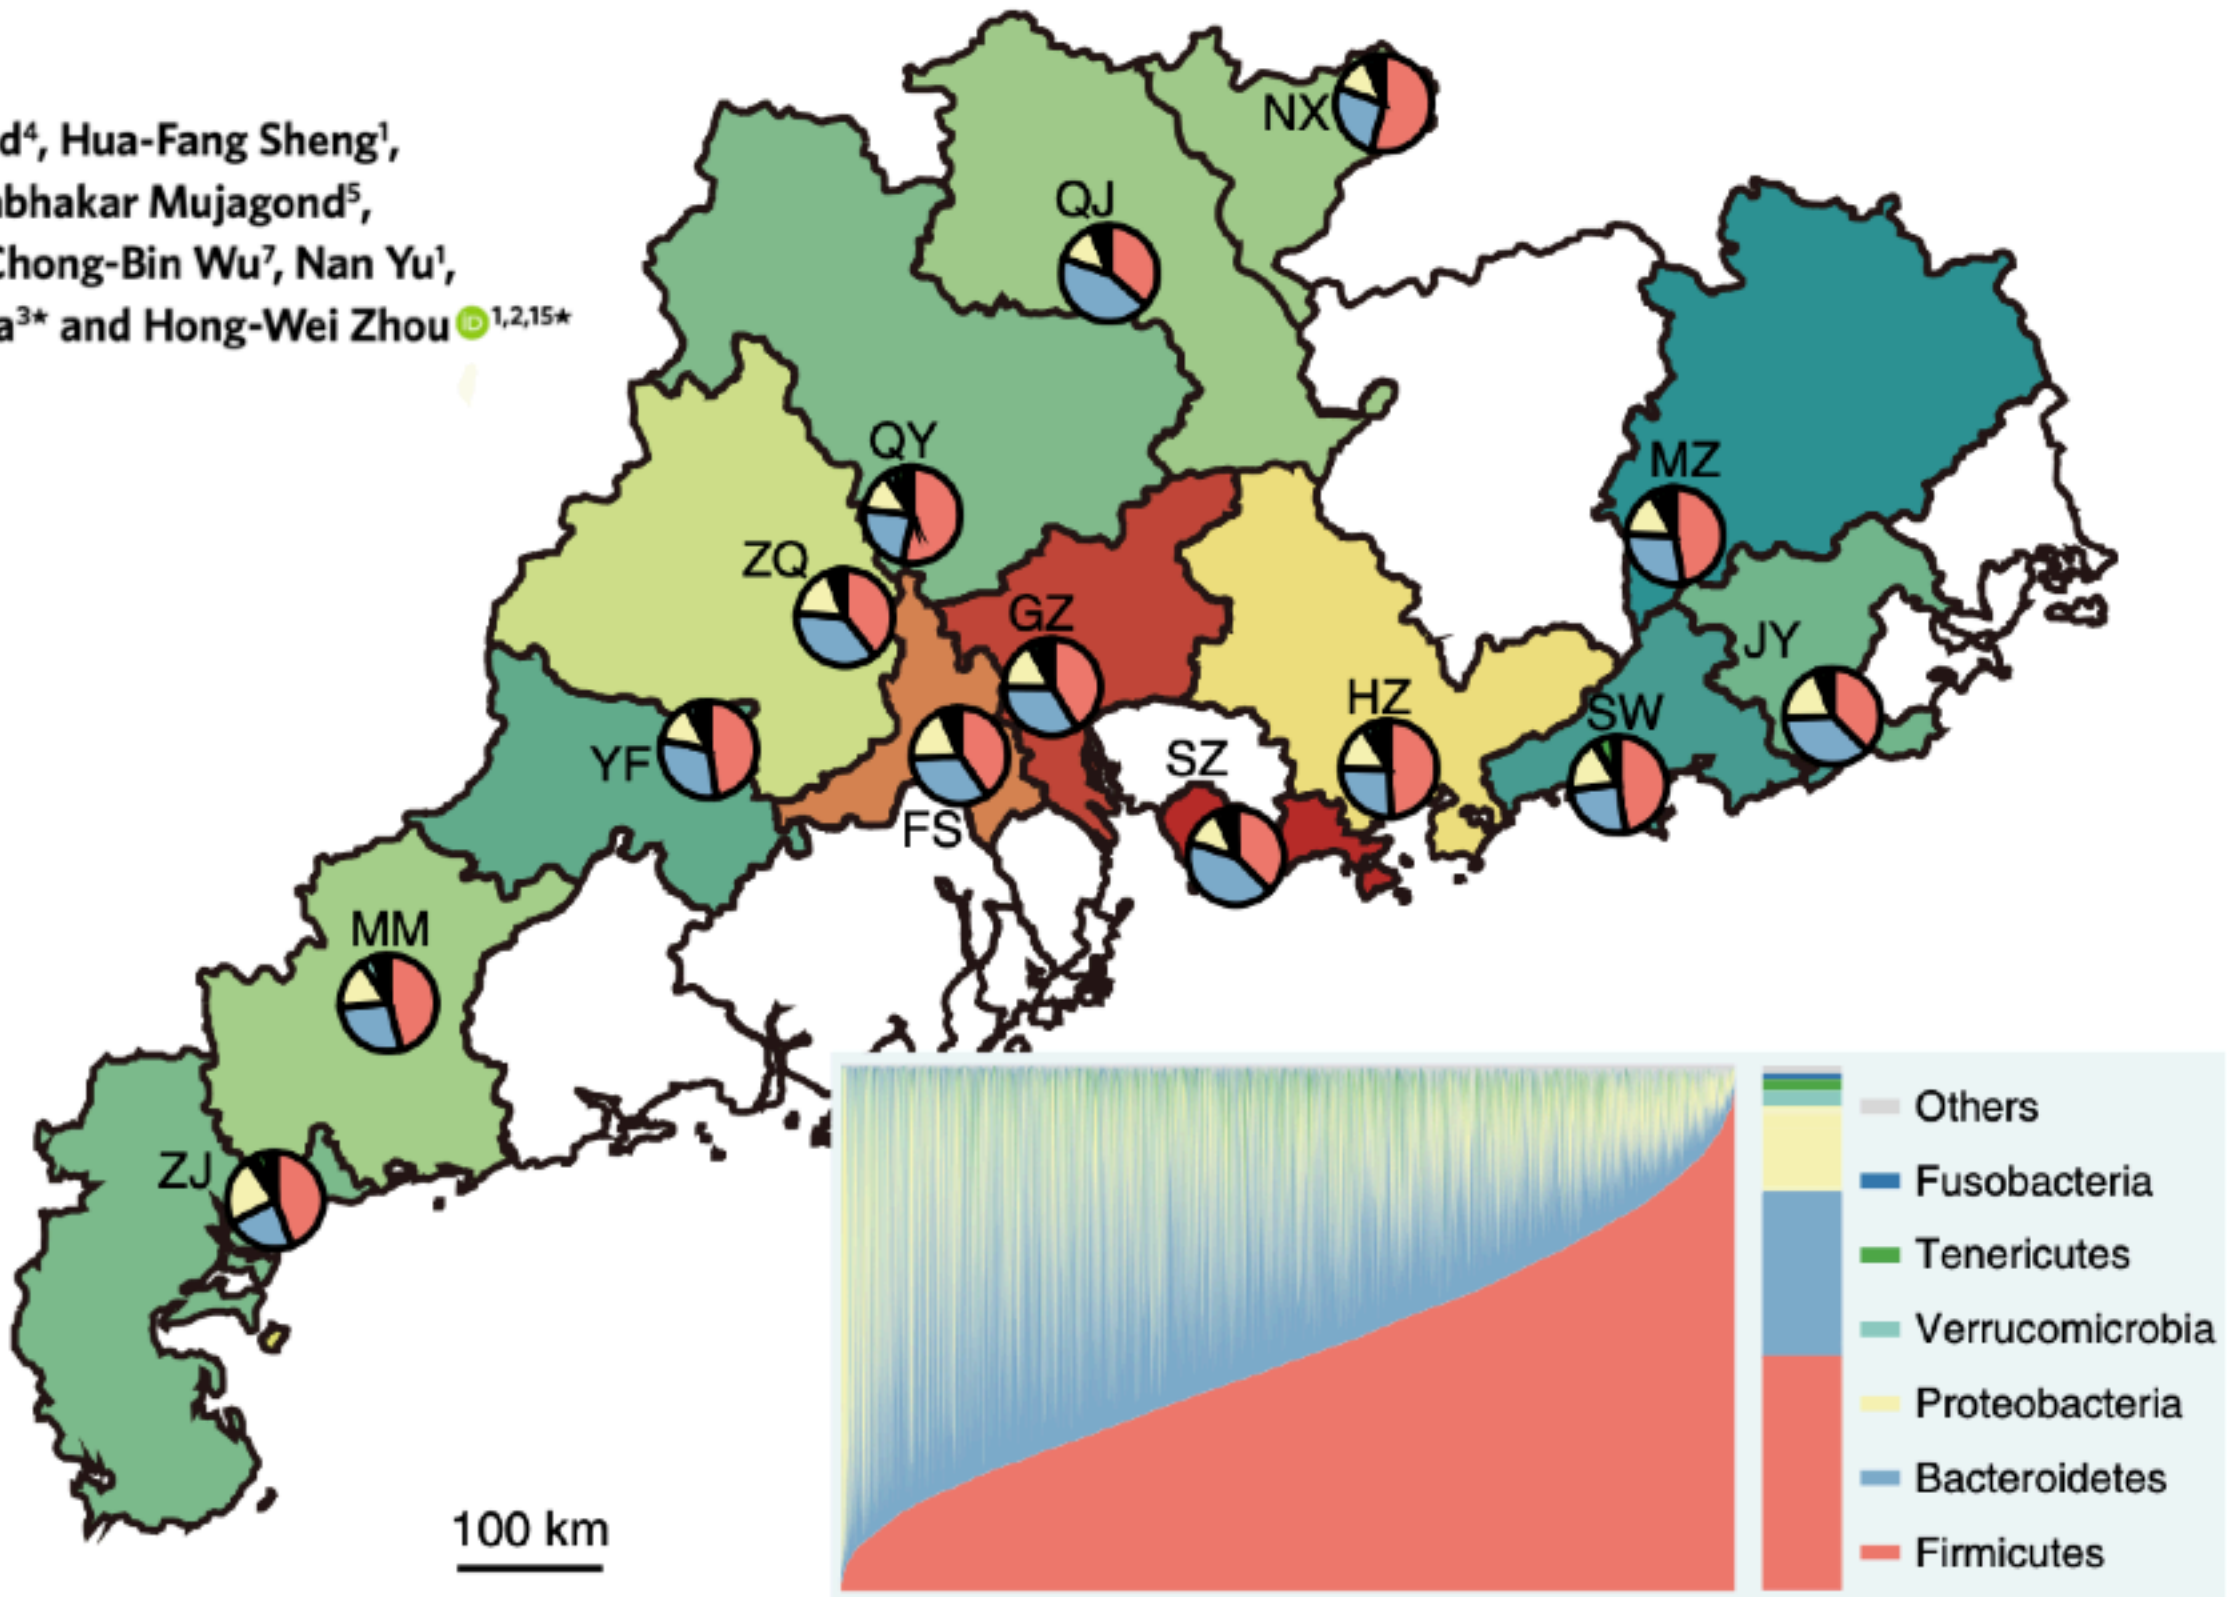 d4, Hua-Fang Sheng1,
abhakar Mujagond5,
Chong-Bin Wu7, Nan Yu1,
a3* and Hong-Wei Zhou iD 1,2,15*
NX
QJ
QY
MZ
ZQ
GZ
JY
HZ
SW
YF
SZ
FS
MM
ZJ
100 km
Others
Fusobacteria
Tenericutes
Verrucomicrobia
Proteobacteria
Bacteroidetes
Firmicutes